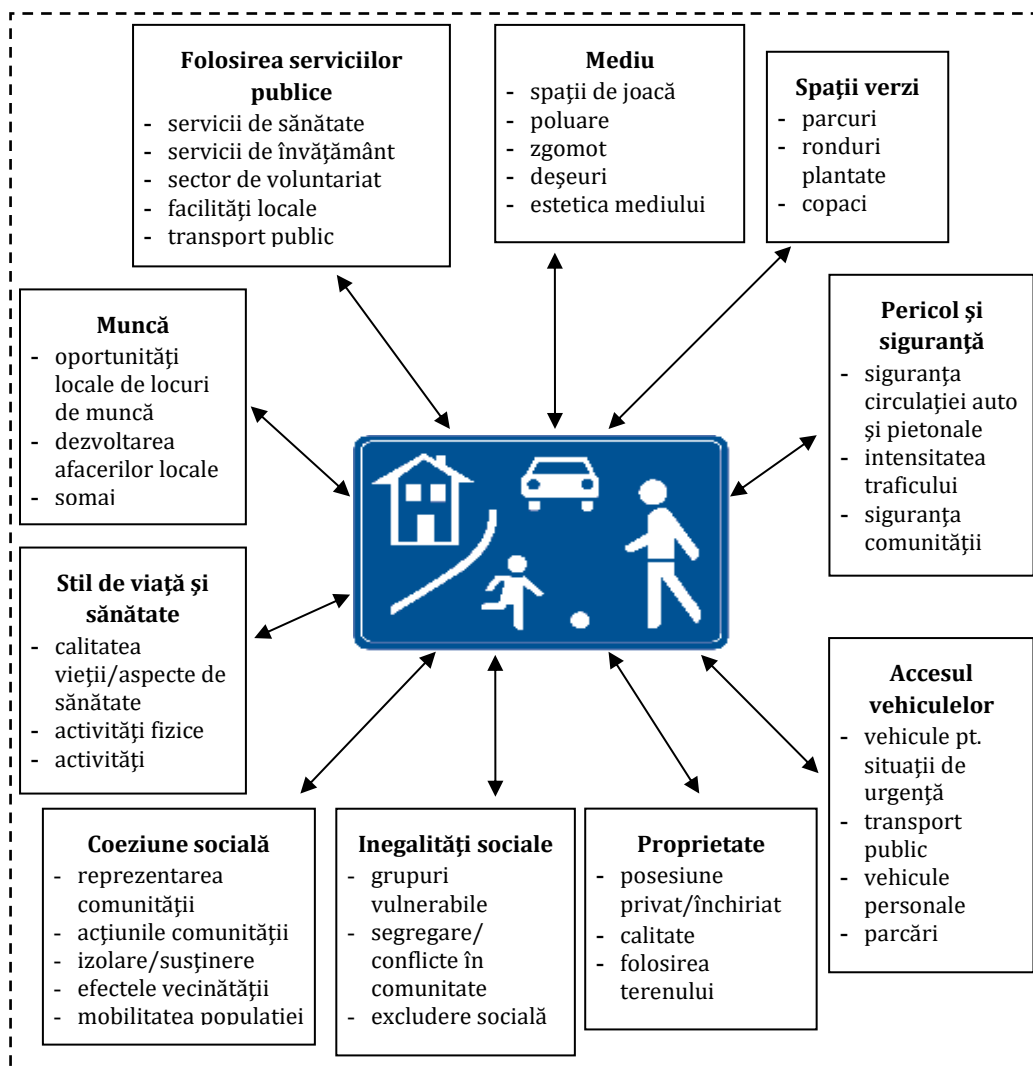 Folosirea serviciilor
publice
- servicii de sănătate
- servicii de învăţământ
- sector de voluntariat
- facilităţi locale
- transport public
Mediu
- spaţii de joacă
- poluare
- zgomot
- deşeuri
- estetica mediului
Spaţii verzi
- parcuri
- ronduri
plantate
- copaci
Muncă
- oportunităţi
locale de locuri
de muncă
- dezvoltarea
afacerilor locale
- somai
Pericol şi
siguranţă
- siguranţa
circulaţiei auto
şi pietonale
- intensitatea
traficului
- siguranţa
comunităţii
Stil de viaţă şi
sănătate
- calitatea
vieţii/aspecte de
sănătate
- activităţi fizice
- activităţi
Accesul
vehiculelor
- vehicule pt.
situaţii de
urgenţă
- transport
public
- vehicule
personale
- parcări
Coeziune socială
- reprezentarea
comunităţii
- acţiunile comunităţii
- izolare/susţinere
- efectele vecinătăţii
- mobilitatea populaţiei
Inegalităţi sociale
- grupuri
vulnerabile
- segregare/
conflicte în
comunitate
- excludere socială
Proprietate
- posesiune
privat/închiriat
- calitate
- folosirea
terenului